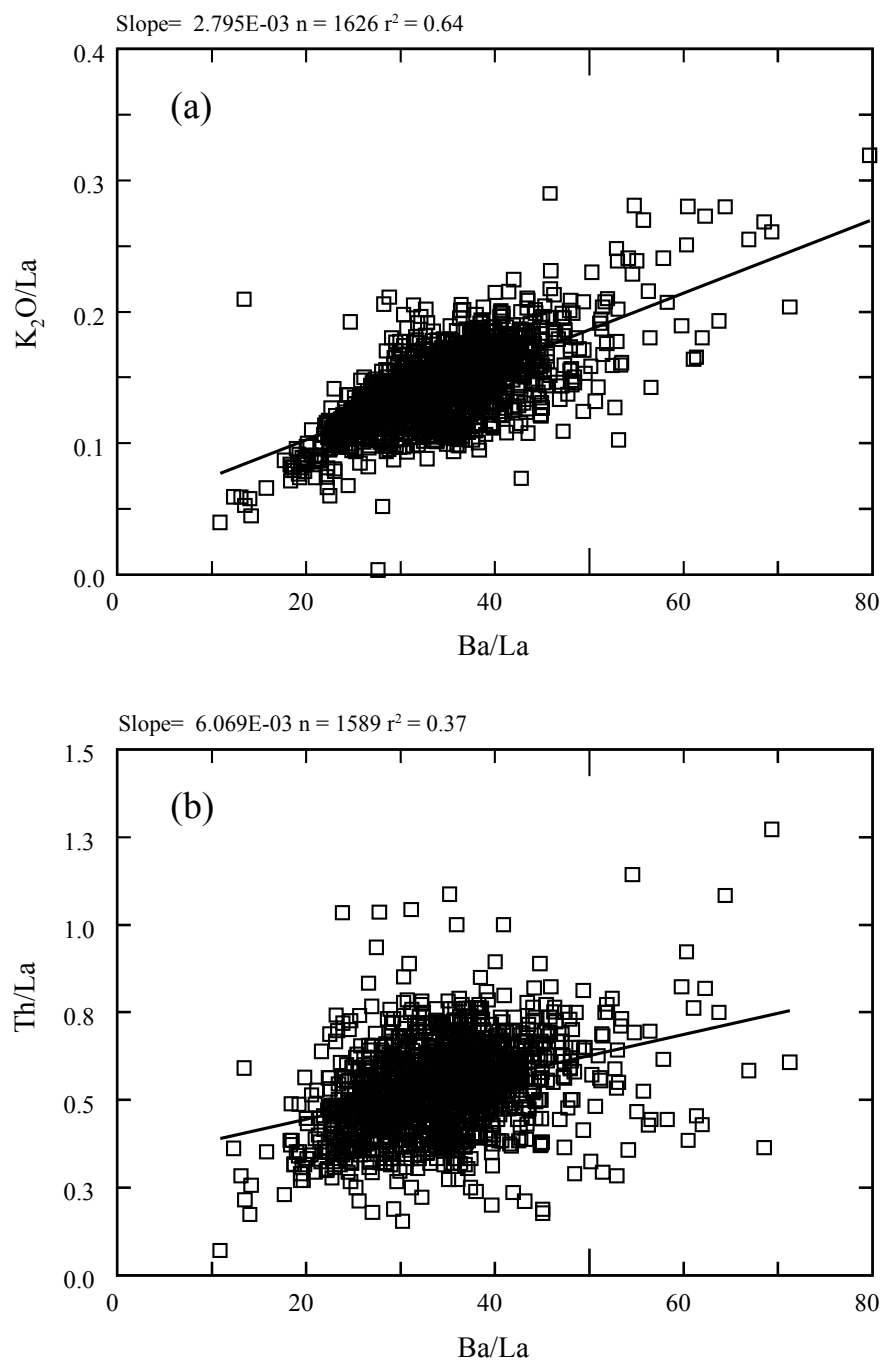 Slope= 2.795E-03 n = 1626 r² = 0.64
0.4
(a)
0.3
K₂O/La
0.2
0.1
0.0
0 20 40 60 80
Ba/La
Slope= 6.069E-03 n = 1589 r² = 0.37
1.5
(b)
1.3
1.0
Th/La
0.8
0.5
0.3
0.0
0 20 40 60 80
Ba/La